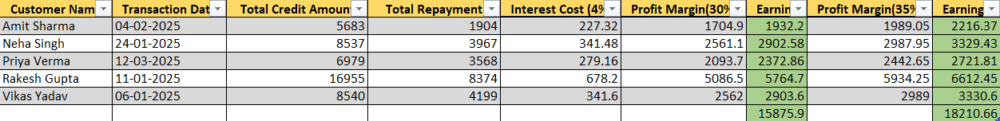 Customer Nam Transaction Dat Total Credit Amoun Total Repayment Interest Cost (4% Profit Margin(30% Earnin Profit Margin(35% Earning
Amit Sharma 04-02-2025 5683 1904 227.32 1704.9 1932.2 1989.05 2216.37
Neha Singh 24-01-2025 8537 3967 341.48 2561.1 2902.58 2987.95 3329.43
Priya Verma 12-03-2025 6979 3568 279.16 2093.7 2372.86 2442.65 2721.81
Rakesh Gupta 11-01-2025 16955 8374 678.2 5086.5 5764.7 5934.25 6612.45
Vikas Yadav 06-01-2025 8540 4199 341.6 2562 2903.6 2989 3330.6
15875.9 18210.66